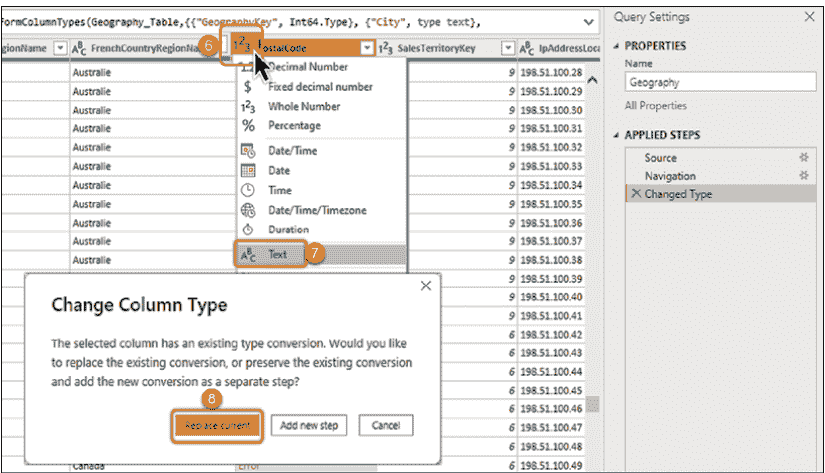 FormColumnTypes(Geography_Table,{{"GeographyKey", Int64.Type}, {"City", type text},
Query Settings
PROPERTIES
Name
Geography
All Properties
APPLIED STEPS
Source
Navigation
Changed Type
gionName ABC FrenchCountryRegionNa 6 123 PostalCode 123 SalesTerritoryKey ABC IpAddressLoca
1.2 Decimal Number
$ Fixed decimal number
123 Whole Number
% Percentage
Date/Time
Date
Time
Date/Time/Timezone
Duration
ABC Text 7
Australie 9 198.51.100.28
Australie 9 198.51.100.29
Australie 9 198.51.100.30
Australie 9 198.51.100.31
Australie 9 198.51.100.32
Australie 9 198.51.100.33
Australie 9 198.51.100.34
Australie 9 198.51.100.35
Australie 9 198.51.100.36
Australie 9 198.51.100.37
Australie 9 198.51.100.38
9 198.51.100.39
9 198.51.100.40
9 198.51.100.41
6 198.51.100.42
6 198.51.100.43
6 198.51.100.44
6 198.51.100.45
6 198.51.100.46
6 198.51.100.47
6 198.51.100.48
Canada Error 6 198.51.100.49
Change Column Type
The selected column has an existing type conversion. Would you like
to replace the existing conversion, or preserve the existing conversion
and add the new conversion as a separate step?
8
Replace current Add new step Cancel